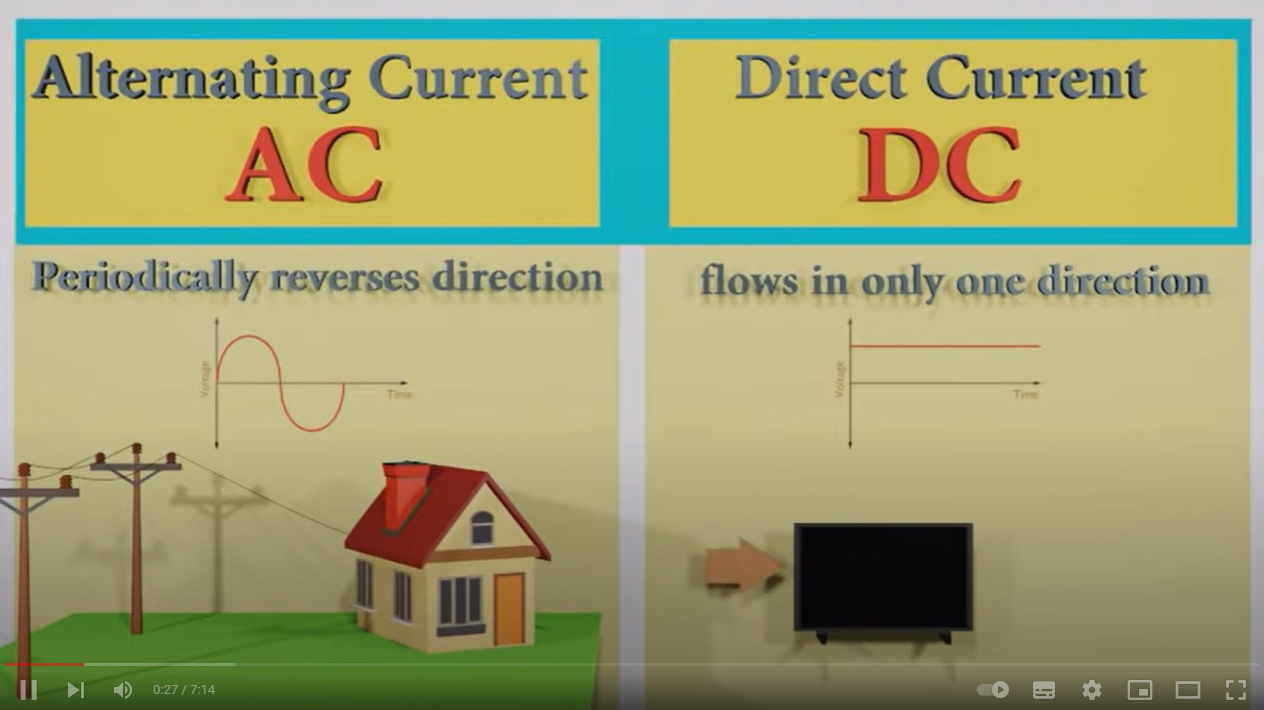 Alternating Current
AC
Direct Current
DC
Periodically reverses direction
flows in only one direction
Voltage
Time
Voltage
Time
0:27 / 7:14